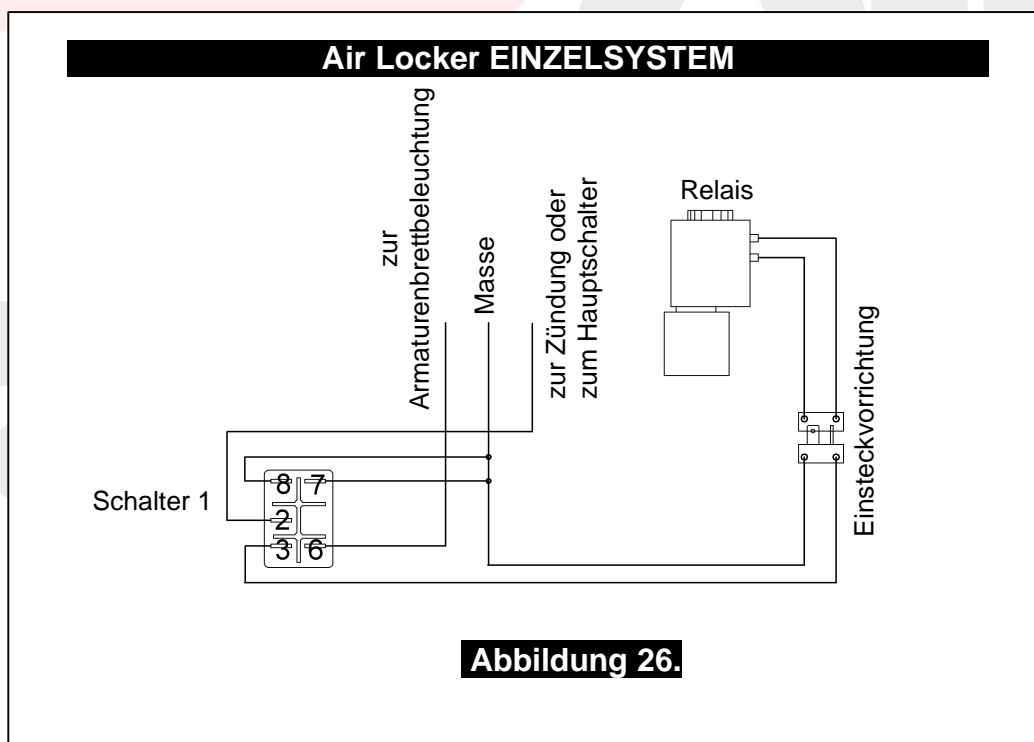 Air Locker EINZELSYSTEM
zur
Armaturenbrettbeleuchtung
Masse
zur Zündung oder
zum Hauptschalter
Relais
Einsteckvorrichtung
Schalter 1
8 7
2
3 6
Abbildung 26.